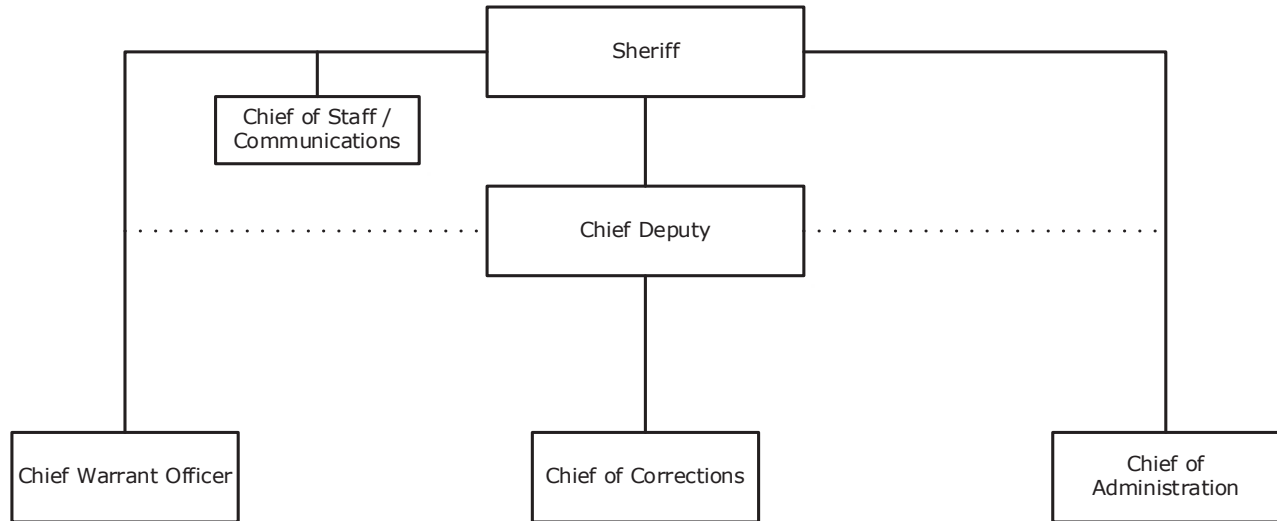 Sheriff
Chief of Staff /
Communications
Chief Deputy
Chief Warrant Officer
Chief of Corrections
Chief of
Administration